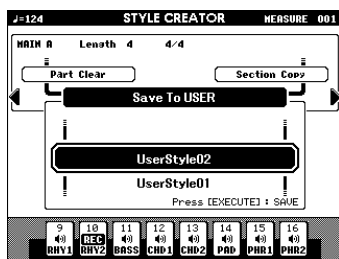 ♩=124 STYLE CREATOR MEASURE 001
MAIN A Length 4 4/4
Part Clear Section Copy
Save To USER
UserStyle02
UserStyle01
Press [EXECUTE] : SAVE
9 10 11 12 13 14 15 16
REC
RHY1 RHY2 BASS CHD1 CHD2 PAD PHR1 PHR2